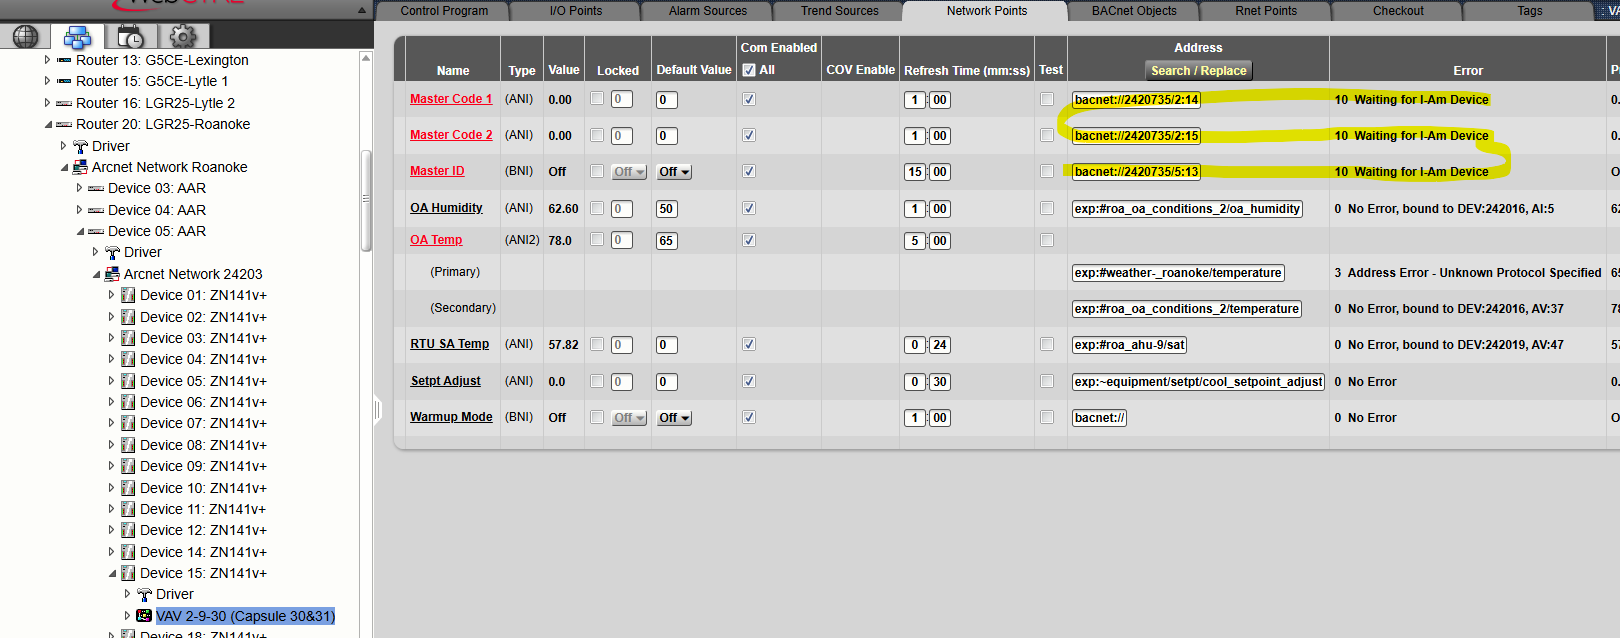 Control Program I/O Points Alarm Sources Trend Sources Network Points BACnet Objects Rnet Points Checkout Tags
Router 13: G5CE-Lexington
Router 15: G5CE-Lytle 1
Router 16: LGR25-Lytle 2
Router 20: LGR25-Roanoke
Driver
Arcnet Network Roanoke
Device 03: AAR
Device 04: AAR
Device 05: AAR
Driver
Arcnet Network 24203
Device 01: ZN141v+
Device 02: ZN141v+
Device 03: ZN141v+
Device 04: ZN141v+
Device 05: ZN141v+
Device 06: ZN141v+
Device 07: ZN141v+
Device 08: ZN141v+
Device 09: ZN141v+
Device 10: ZN141v+
Device 11: ZN141v+
Device 12: ZN141v+
Device 14: ZN141v+
Device 15: ZN141v+
Driver
VAV 2-9-30 (Capsule 30&31)
Device 18: ZN141v+
Com Enabled Address
Name Type Value Locked Default Value All COV Enable Refresh Time (mm:ss) Test Search / Replace Error
Master Code 1 (ANI) 0.00 0 0 1 : 00 bacnet://2420735/2:14 10 Waiting for I-Am Device 0.
Master Code 2 (ANI) 0.00 0 0 1 : 00 bacnet://2420735/2:15 10 Waiting for I-Am Device 0.
Master ID (BNI) Off Off Off 15 : 00 bacnet://2420735/5:13 10 Waiting for I-Am Device O
OA Humidity (ANI) 62.60 0 50 1 : 00 exp:#roa_oa_conditions_2/oa_humidity 0 No Error, bound to DEV:242016, AI:5 62
OA Temp (ANI2) 78.0 0 65 5 : 00
(Primary) exp:#weather-_roanoke/temperature 3 Address Error - Unknown Protocol Specified 65
(Secondary) exp:#roa_oa_conditions_2/temperature 0 No Error, bound to DEV:242016, AV:37 78
RTU SA Temp (ANI) 57.82 0 0 0 : 24 exp:#roa_ahu-9/sat 0 No Error, bound to DEV:242019, AV:47 57
Setpt Adjust (ANI) 0.0 0 0 0 : 30 exp:~equipment/setpt/cool_setpoint_adjust 0 No Error 0.
Warmup Mode (BNI) Off Off Off 1 : 00 bacnet:// 0 No Error O